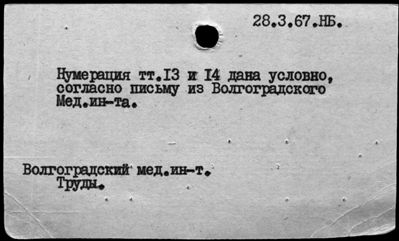 28.3.67.НБ.
Нумерация тт.13 и 14 дана условно,
согласно письму из Волгоградского
Мед.ин-та.
Волгоградский мед.ин-т.
Труды.